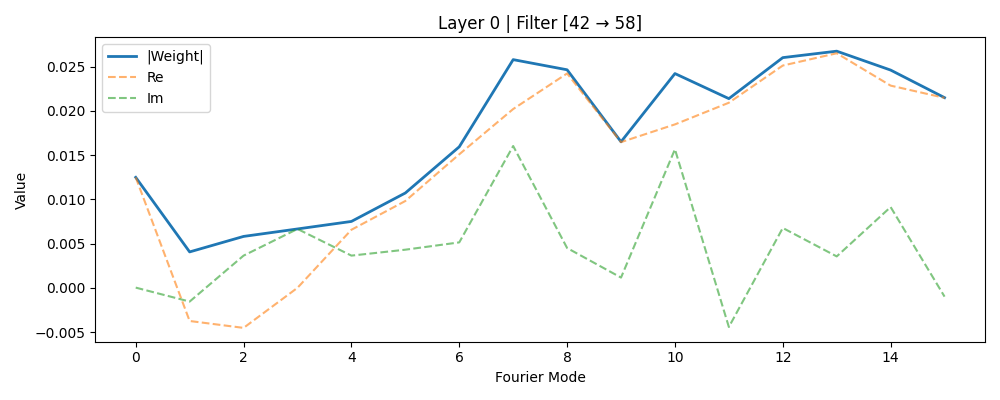 Layer 0 | Filter [42 → 58]
|Weight|
Re
Im
Value
0.025
0.020
0.015
0.010
0.005
0.000
−0.005
0 2 4 6 8 10 12 14
Fourier Mode